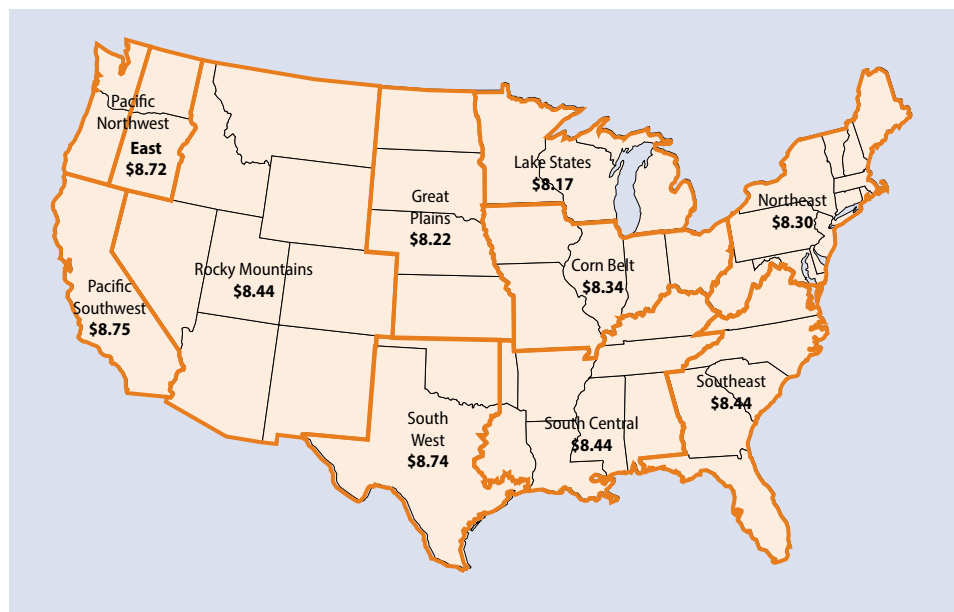 Pacific
Northwest
East
$8.72
Pacific
Southwest
$8.75
Rocky Mountains
$8.44
Great
Plains
$8.22
South
West
$8.74
Lake States
$8.17
Corn Belt
$8.34
South Central
$8.44
Northeast
$8.30
Southeast
$8.44